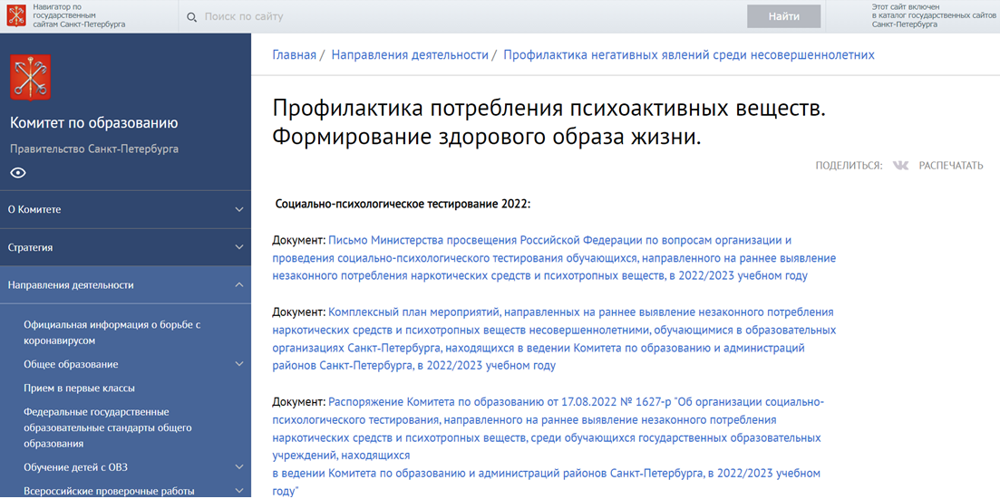 Навигатор по
государственным
сайтам Санкт-Петербурга
Поиск по сайту
Найти
Этот сайт включен
в каталог государственных сайтов
Санкт-Петербурга
Комитет по образованию
Правительство Санкт-Петербурга
О Комитете
Стратегия
Направления деятельности
Официальная информация о борьбе с
коронавирусом
Общее образование
Прием в первые классы
Федеральные государственные
образовательные стандарты общего
образования
Обучение детей с ОВЗ
Всероссийские проверочные работы
Главная / Направления деятельности / Профилактика негативных явлений среди несовершеннолетних
Профилактика потребления психоактивных веществ.
Формирование здорового образа жизни.
ПОДЕЛИТЬСЯ: РАСПЕЧАТАТЬ
Социально-психологическое тестирование 2022:
Документ: Письмо Министерства просвещения Российской Федерации по вопросам организации и
проведения социально-психологического тестирования обучающихся, направленного на раннее выявление
незаконного потребления наркотических средств и психотропных веществ, в 2022/2023 учебном году
Документ: Комплексный план мероприятий, направленных на раннее выявление незаконного потребления
наркотических средств и психотропных веществ несовершеннолетними, обучающимися в образовательных
организациях Санкт-Петербурга, находящихся в ведении Комитета по образованию и администраций
районов Санкт-Петербурга, в 2022/2023 учебном году
Документ: Распоряжение Комитета по образованию от 17.08.2022 № 1627-р "Об организации социально-
психологического тестирования, направленного на раннее выявление незаконного потребления
наркотических средств и психотропных веществ, среди обучающихся государственных образовательных
учреждений, находящихся
в ведении Комитета по образованию и администраций районов Санкт-Петербурга, в 2022/2023 учебном
году"